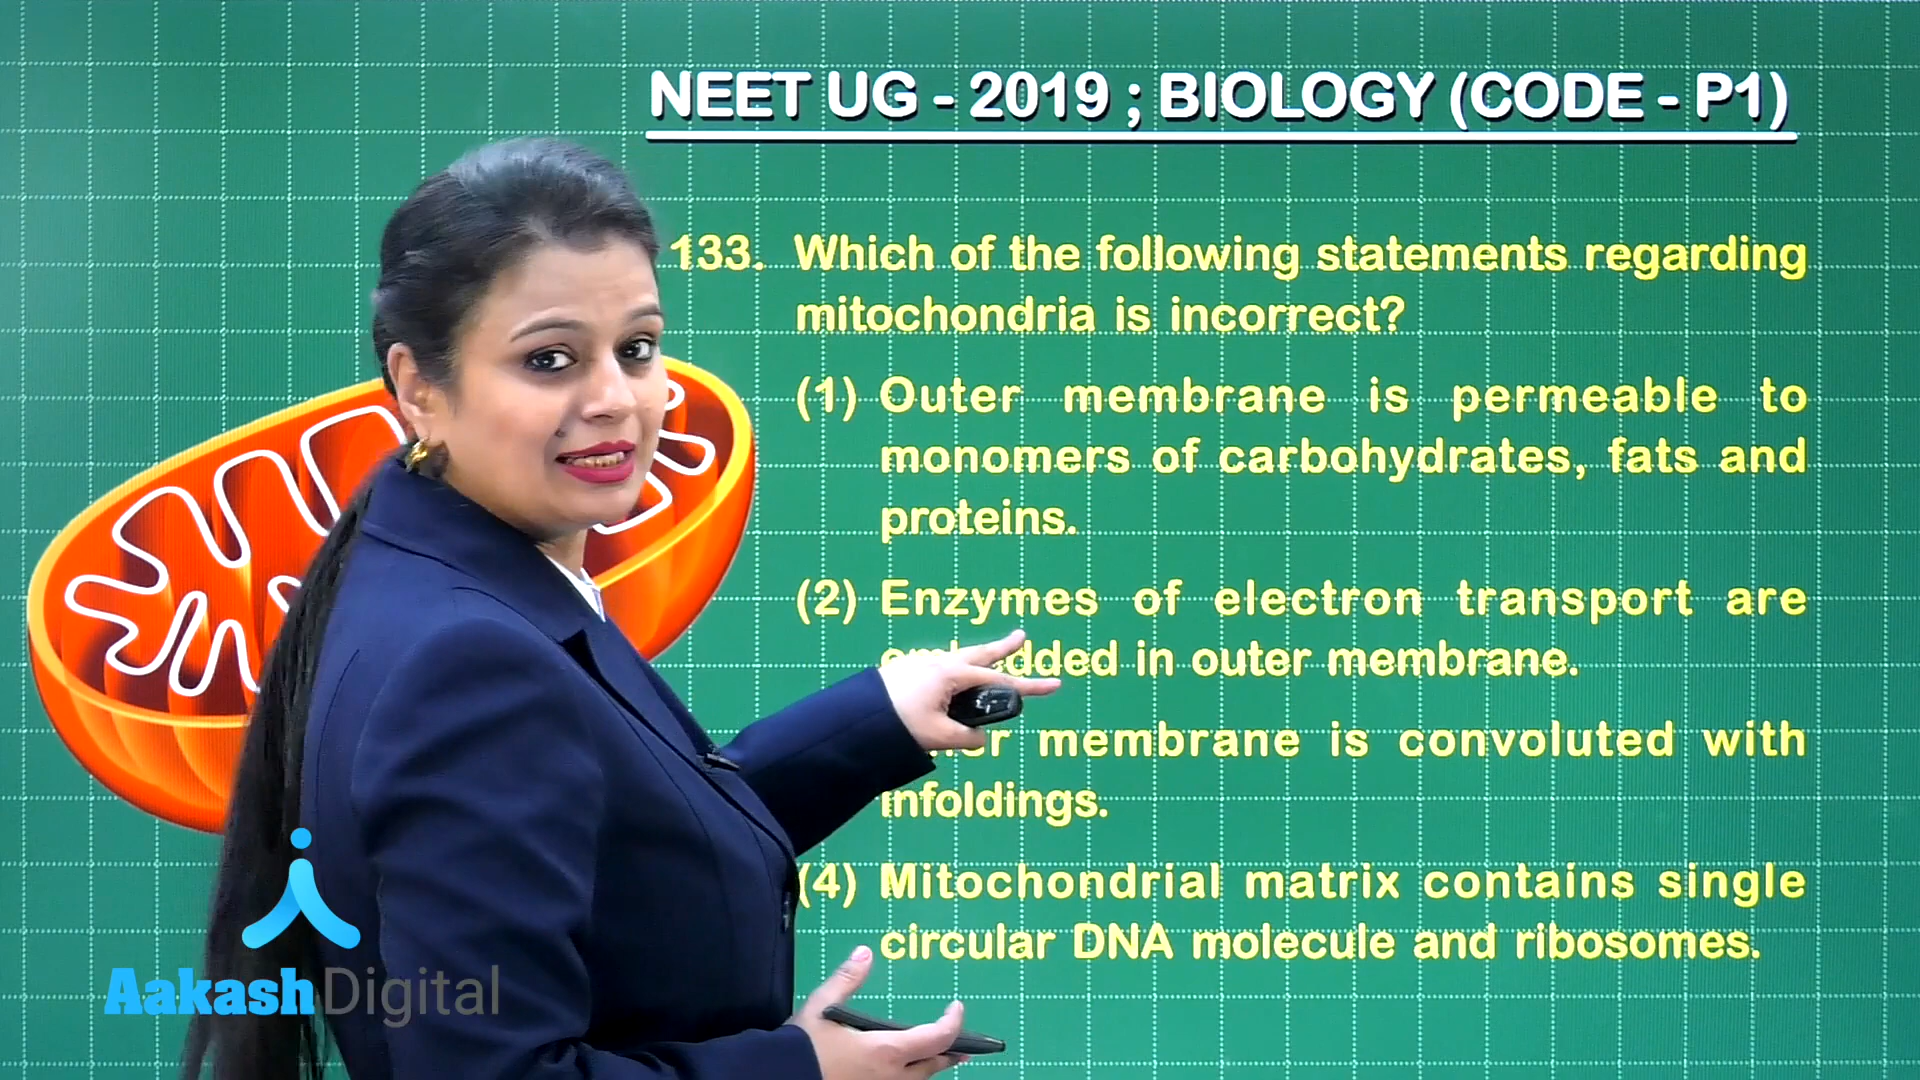 NEET UG - 2019 ; BIOLOGY (CODE - P1)
133. Which of the following statements regarding
mitochondria is incorrect?
(1) Outer membrane is permeable to
monomers of carbohydrates, fats and
proteins.
(2) Enzymes of electron transport are
embedded in outer membrane.
membrane is convoluted with
infoldings.
(4) Mitochondrial matrix contains single
circular DNA molecule and ribosomes.
Aakash Digital